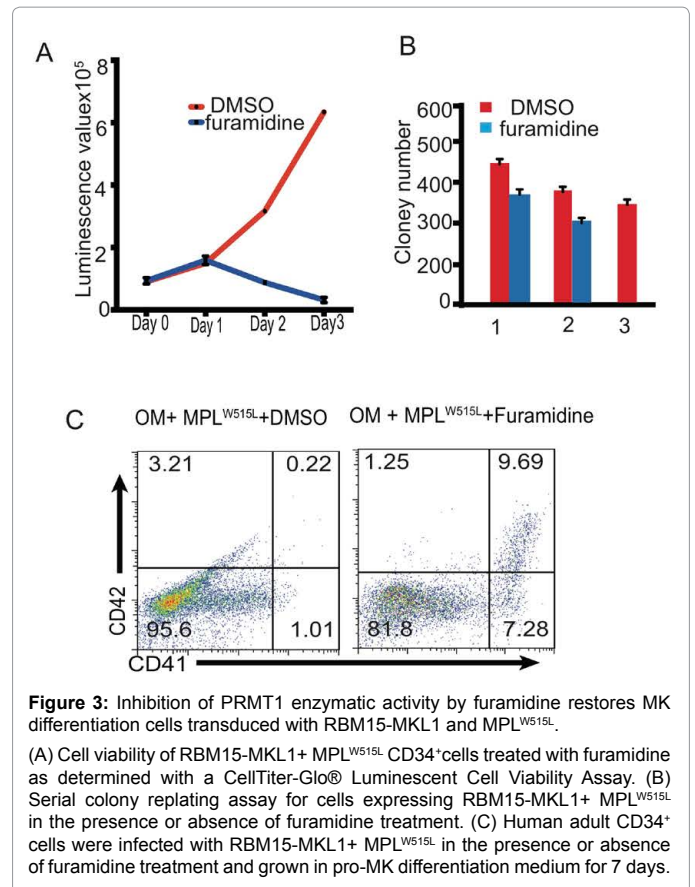 A
Luminescence valuex10⁵
8
6
4
2
0
DMSO
furamidine
Day 0 Day 1 Day 2 Day3
B
Cloney number
600
500
400
300
200
0
DMSO
furamidine
1 2 3
C
OM+ MPLᵂ⁵¹⁵ᴸ+DMSO OM + MPLᵂ⁵¹⁵ᴸ+Furamidine
3.21 0.22 1.25 9.69
CD42
95.6 1.01 81.8 7.28
CD41
Figure 3: Inhibition of PRMT1 enzymatic activity by furamidine restores MK
differentiation cells transduced with RBM15-MKL1 and MPLᵂ⁵¹⁵ᴸ.
(A) Cell viability of RBM15-MKL1+ MPLᵂ⁵¹⁵ᴸ CD34⁺cells treated with furamidine
as determined with a CellTiter-Glo® Luminescent Cell Viability Assay. (B)
Serial colony replating assay for cells expressing RBM15-MKL1+ MPLᵂ⁵¹⁵ᴸ
in the presence or absence of furamidine treatment. (C) Human adult CD34⁺
cells were infected with RBM15-MKL1+ MPLᵂ⁵¹⁵ᴸ in the presence or absence
of furamidine treatment and grown in pro-MK differentiation medium for 7 days.